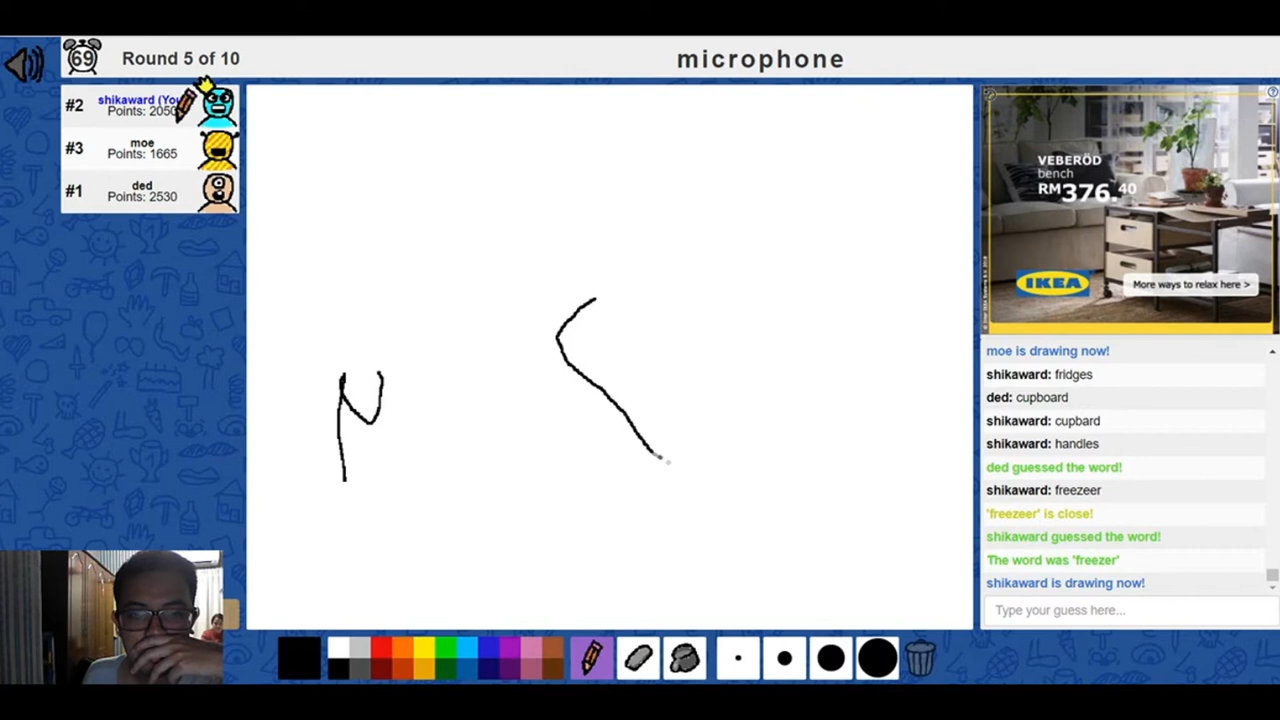 69
Round 5 of 10
microphone
#2
shikaward (You
Points: 2050
#3
moe
Points: 1665
#1
ded
Points: 2530
VEBERÖD
bench
RM376.40
IKEA
More ways to relax here >
moe is drawing now!
shikaward: fridges
ded: cupboard
shikaward: cupbard
shikaward: handles
ded guessed the word!
shikaward: freezeer
'freezeer' is close!
shikaward guessed the word!
The word was 'freezer'
shikaward is drawing now!
Type your guess here...